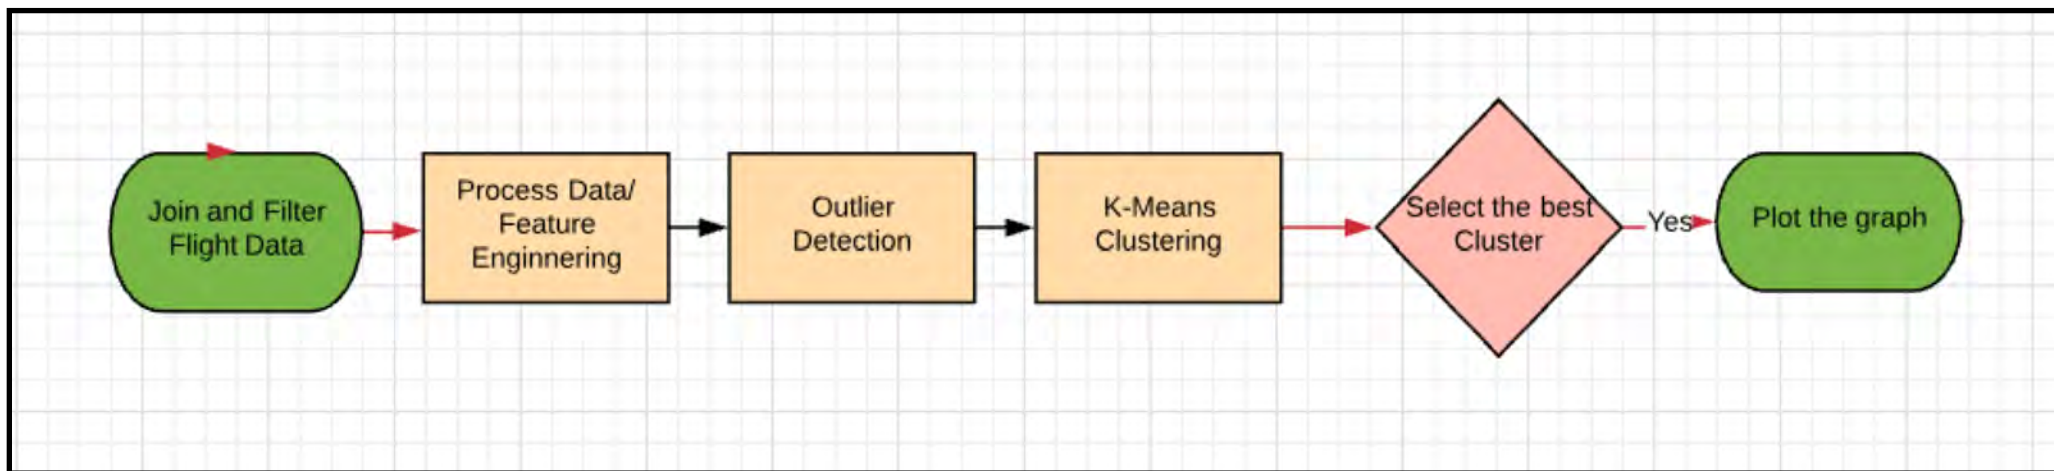 Join and Filter
Flight Data
Process Data/
Feature
Enginnering
Outlier
Detection
K-Means
Clustering
Select the best
Cluster
Yes
Plot the graph